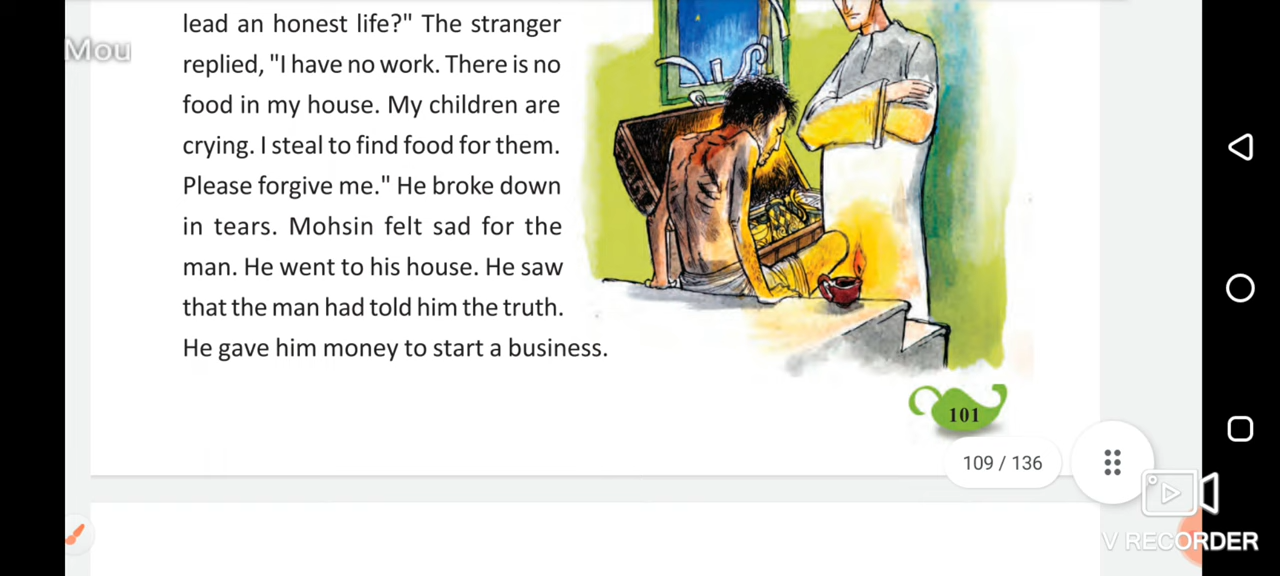 lead an honest life?" The stranger
replied, "I have no work. There is no
food in my house. My children are
crying. I steal to find food for them.
Please forgive me." He broke down
in tears. Mohsin felt sad for the
man. He went to his house. He saw
that the man had told him the truth.
He gave him money to start a business.
101
109 / 136
Mou
V RECORDER